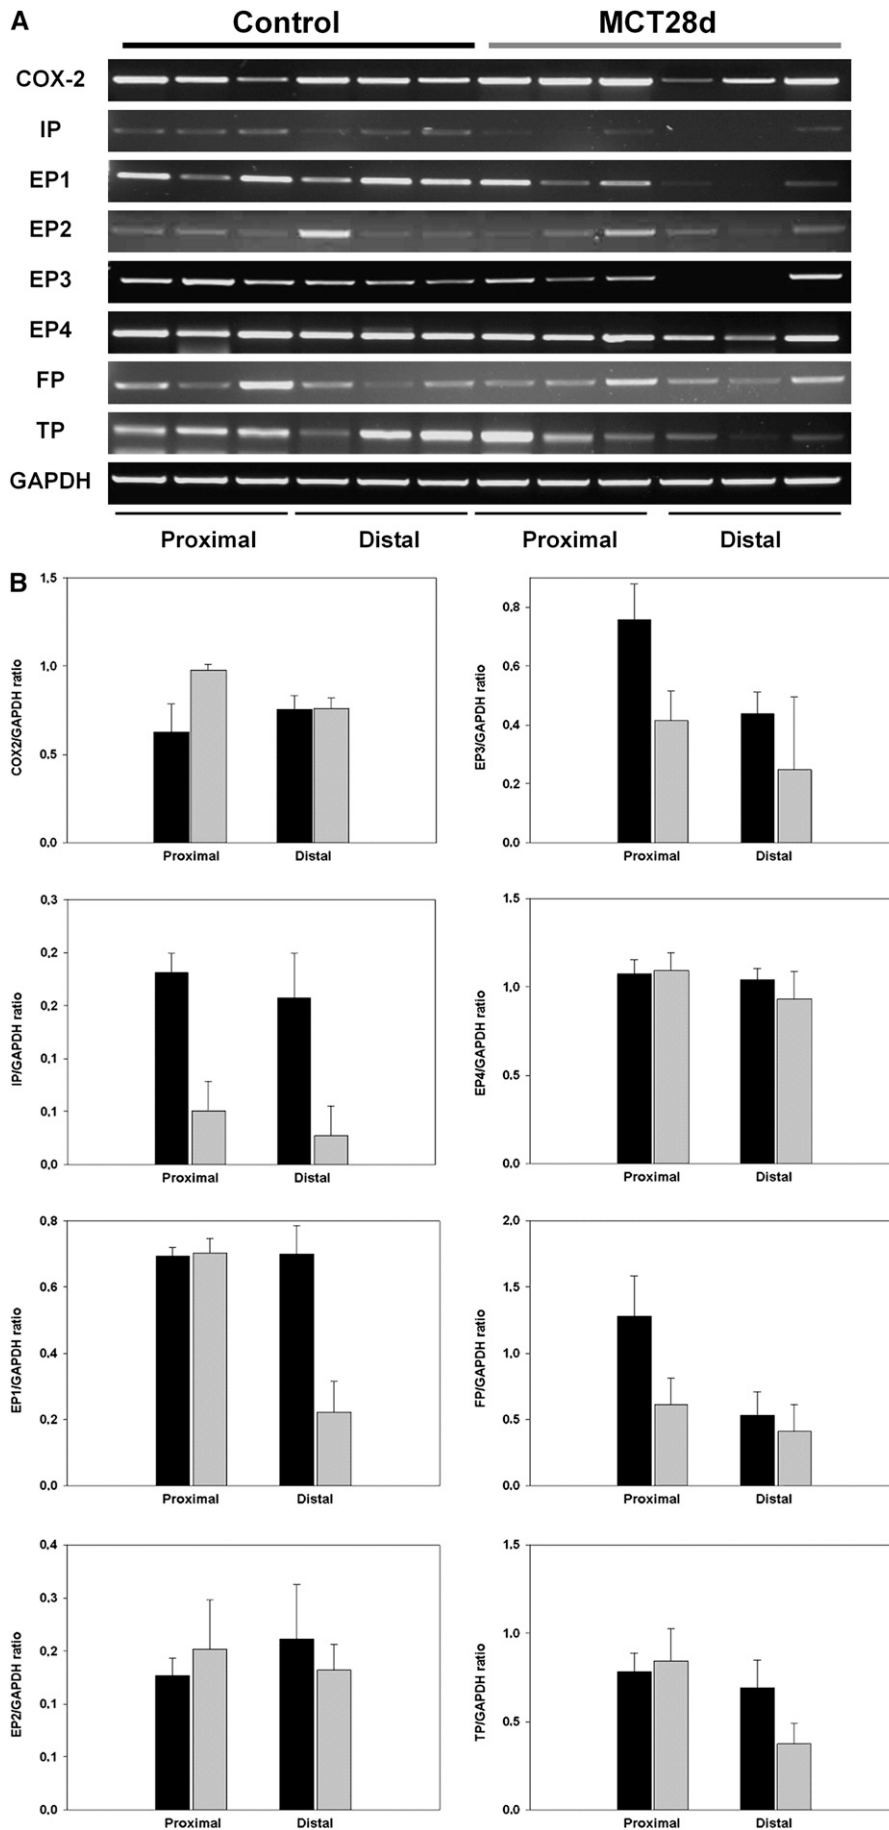 A
Control MCT28d
COX-2
IP
EP1
EP2
EP3
EP4
FP
TP
GAPDH
Proximal Distal Proximal Distal
B
COX2/GAPDH ratio
1,5
1,0
0,5
0,0
Proximal Distal
EP3/GAPDH ratio
0,8
0,6
0,4
0,2
0,0
Proximal Distal
IP/GAPDH ratio
0,3
0,2
0,2
0,1
0,1
0,0
Proximal Distal
EP4/GAPDH ratio
1,5
1,0
0,5
0,0
Proximal Distal
EP1/GAPDH ratio
0,8
0,6
0,4
0,2
0,0
Proximal Distal
FP/GAPDH ratio
2,0
1,5
1,0
0,5
0,0
Proximal Distal
EP2/GAPDH ratio
0,4
0,3
0,2
0,1
0,1
0,0
Proximal Distal
TP/GAPDH ratio
1,5
1,0
0,5
0,0
Proximal Distal